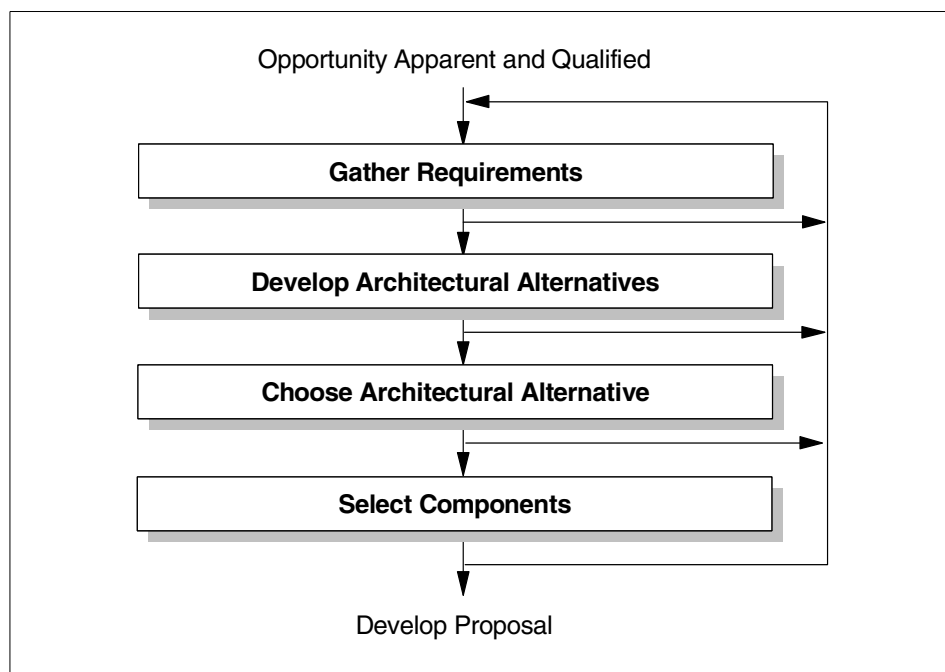 Opportunity Apparent and Qualified
Gather Requirements
Develop Architectural Alternatives
Choose Architectural Alternative
Select Components
Develop Proposal